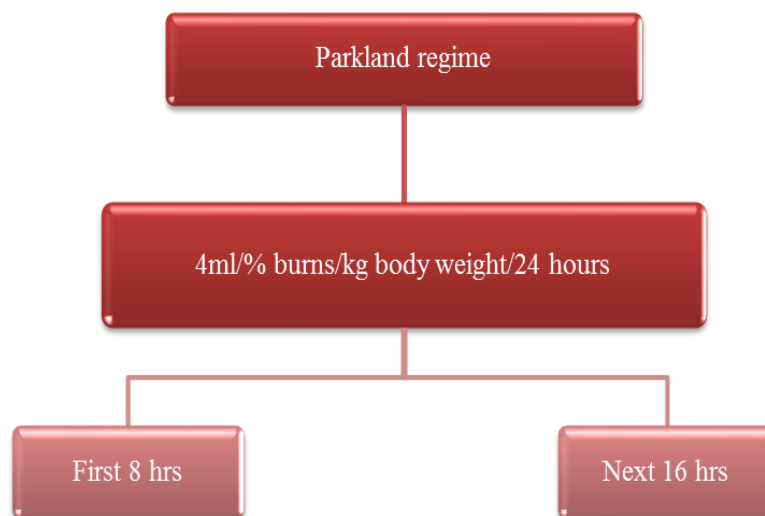 Parkland regime
4ml/% burns/kg body weight/24 hours
First 8 hrs
Next 16 hrs